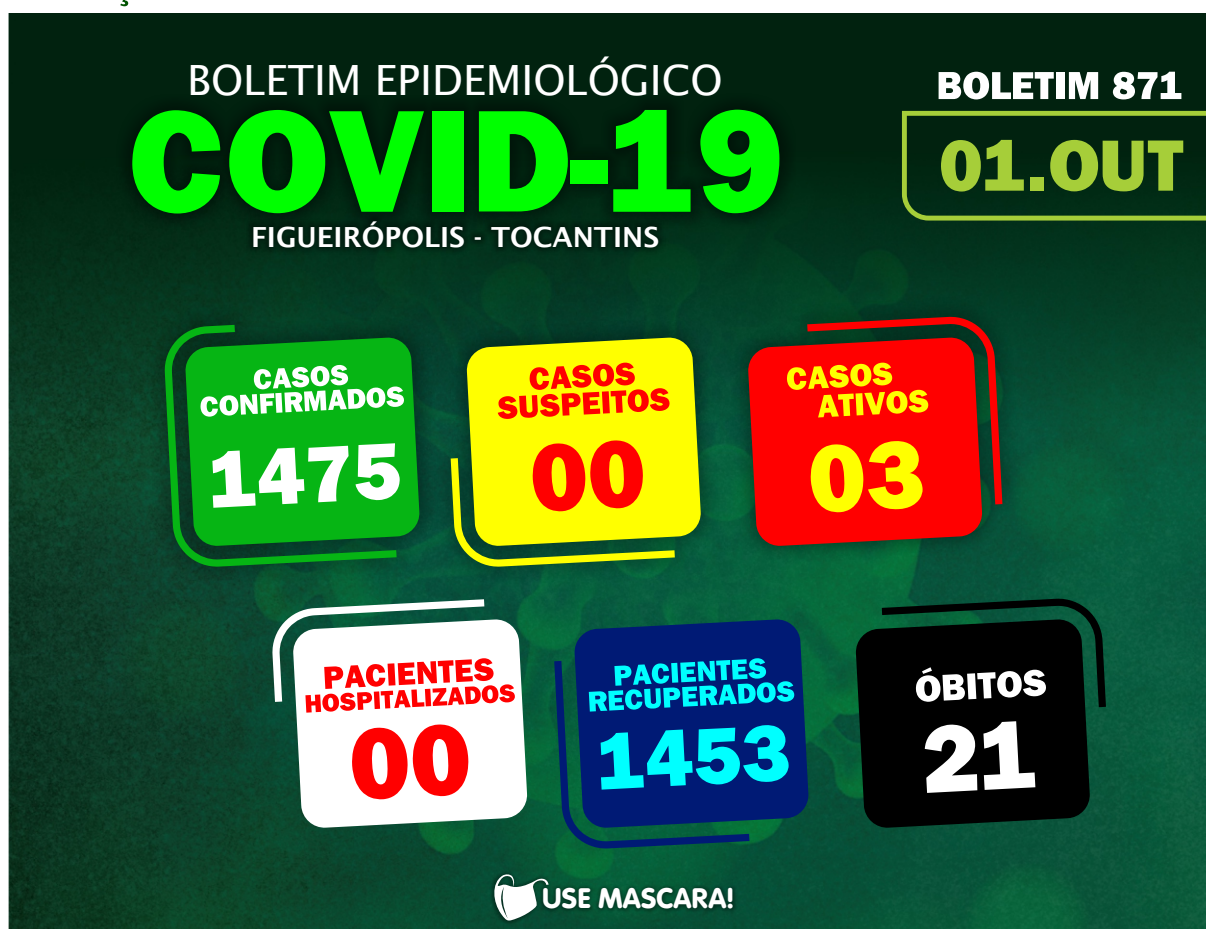 BOLETIM EPIDEMIOLÓGICO
COVID-19
FIGUEIRÓPOLIS - TOCANTINS
BOLETIM 871
01.OUT
CASOS
CONFIRMADOS
1475
CASOS
SUSPEITOS
00
CASOS
ATIVOS
03
PACIENTES
HOSPITALIZADOS
00
PACIENTES
RECUPERADOS
1453
ÓBITOS
21
USE MASCARA!